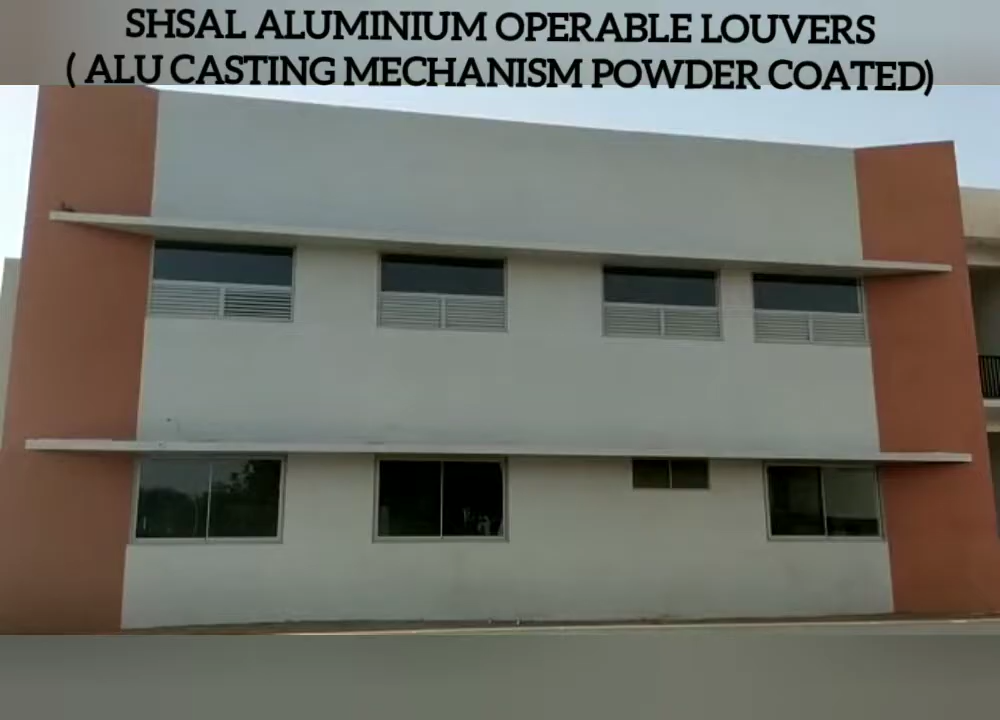 SHSAL ALUMINIUM OPERABLE LOUVERS
( ALU CASTING MECHANISM POWDER COATED)